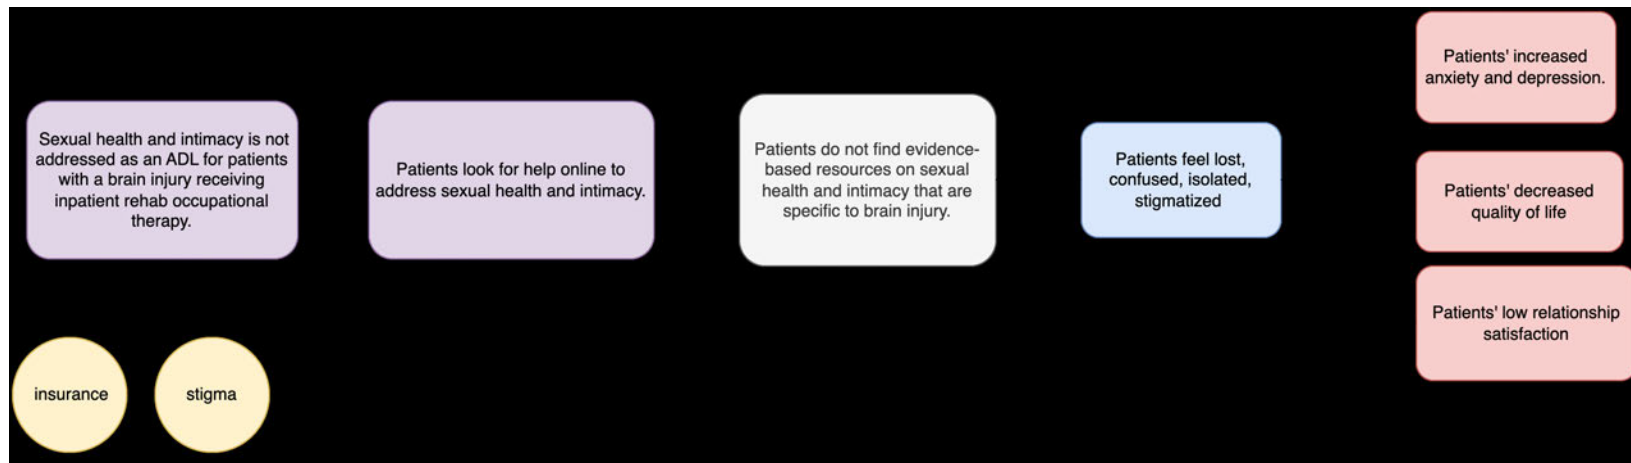 Sexual health and intimacy is not
addressed as an ADL for patients
with a brain injury receiving
inpatient rehab occupational
therapy.
Patients look for help online to
address sexual health and intimacy.
Patients do not find evidence-
based resources on sexual
health and intimacy that are
specific to brain injury.
Patients feel lost,
confused, isolated,
stigmatized
Patients' increased
anxiety and depression.
Patients' decreased
quality of life
Patients' low relationship
satisfaction
insurance
stigma